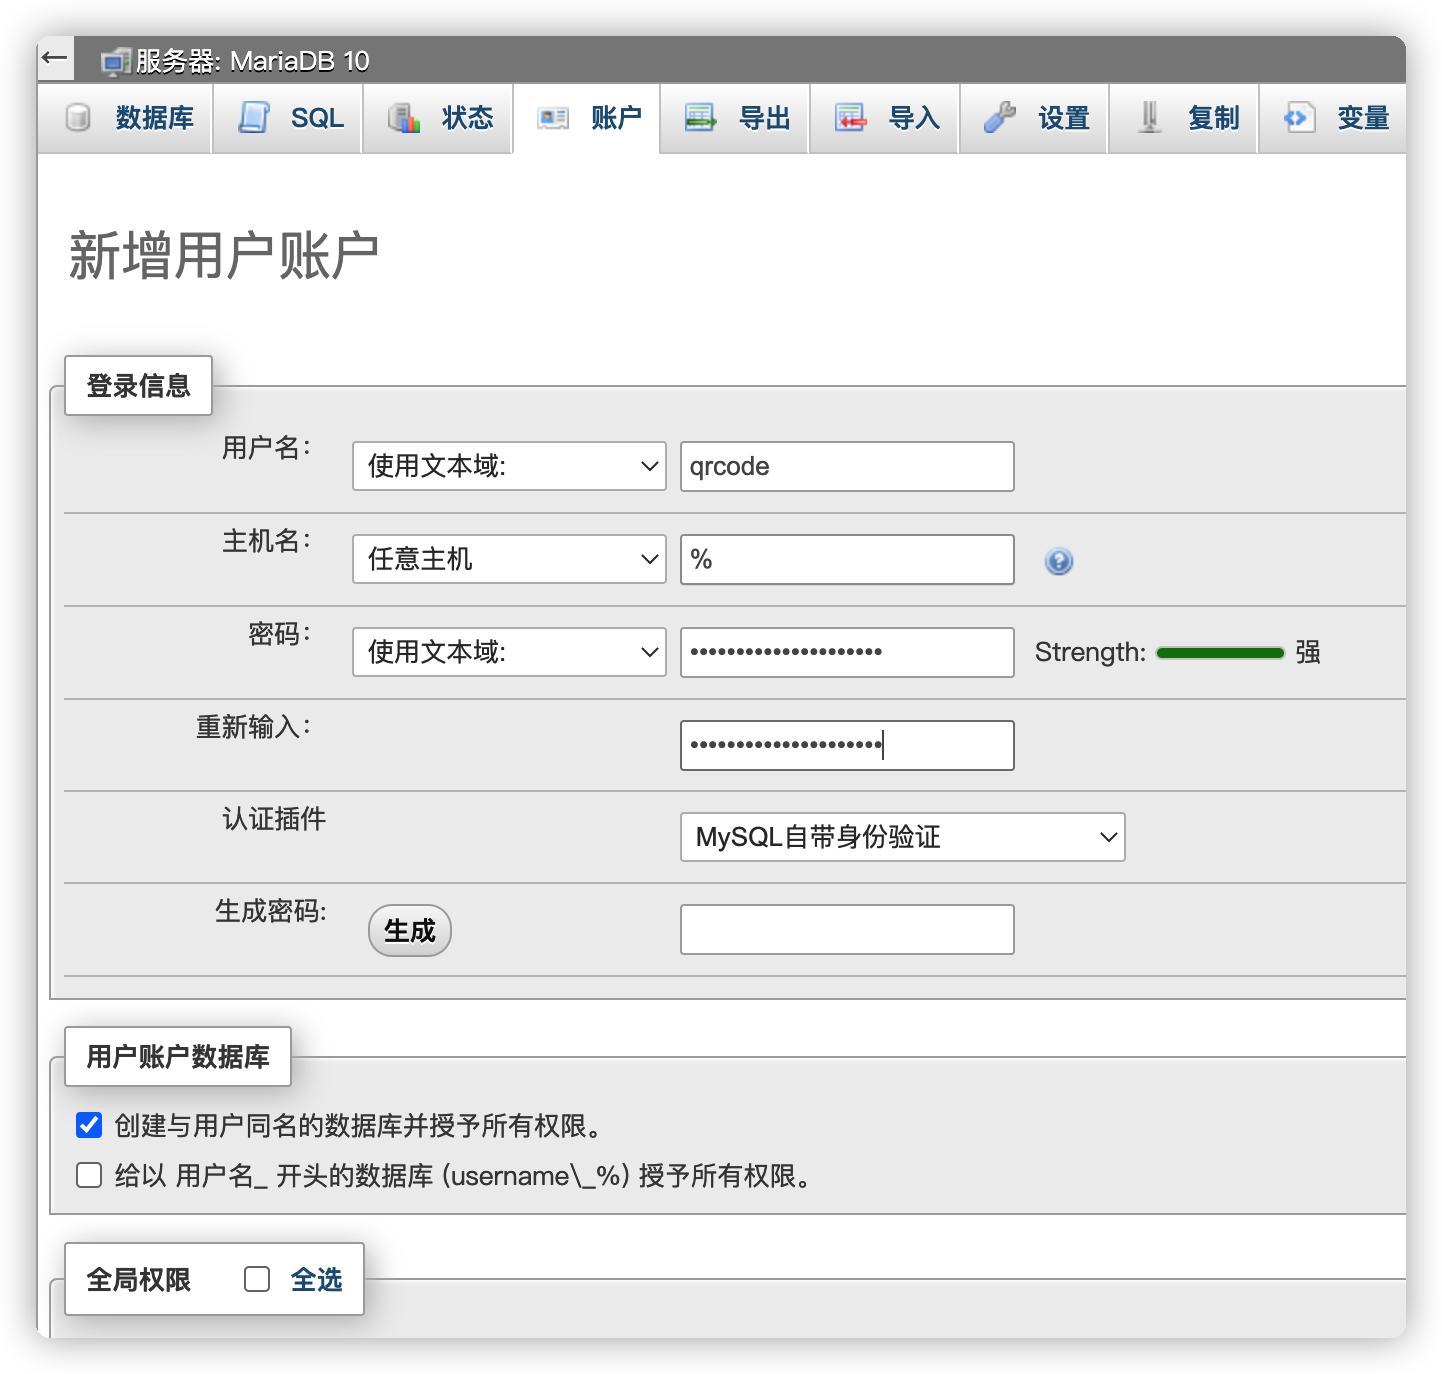 服务器: MariaDB 10
数据库 SQL 状态 账户 导出 导入 设置 复制 变量
新增用户账户
登录信息
用户名： 使用文本域: qrcode
主机名： 任意主机 %
密码： 使用文本域: ••••••••••••••••••••• Strength: 强
重新输入： •••••••••••••••••••••
认证插件 MySQL自带身份验证
生成密码: 生成
用户账户数据库
创建与用户同名的数据库并授予所有权限。
给以 用户名_ 开头的数据库 (username\_%) 授予所有权限。
全局权限 全选